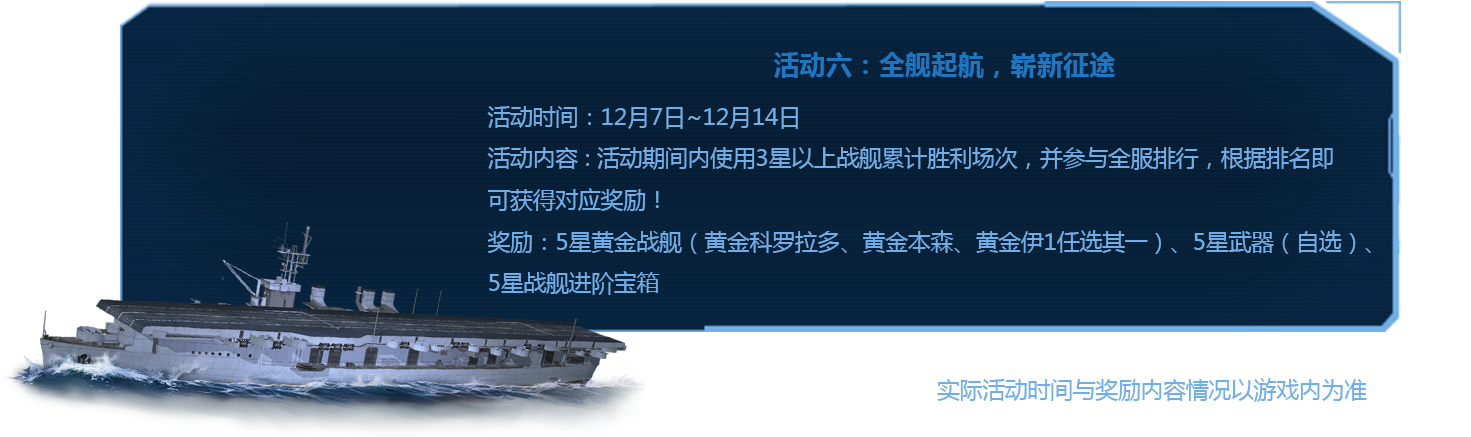 活动六：全舰起航，崭新征途
活动时间：12月7日~12月14日
活动内容：活动期间内使用3星以上战舰累计胜利场次，并参与全服排行，根据排名即
可获得对应奖励！
奖励：5星黄金战舰（黄金科罗拉多、黄金本森、黄金伊1任选其一）、5星武器（自选）、
5星战舰进阶宝箱
实际活动时间与奖励内容情况以游戏内为准